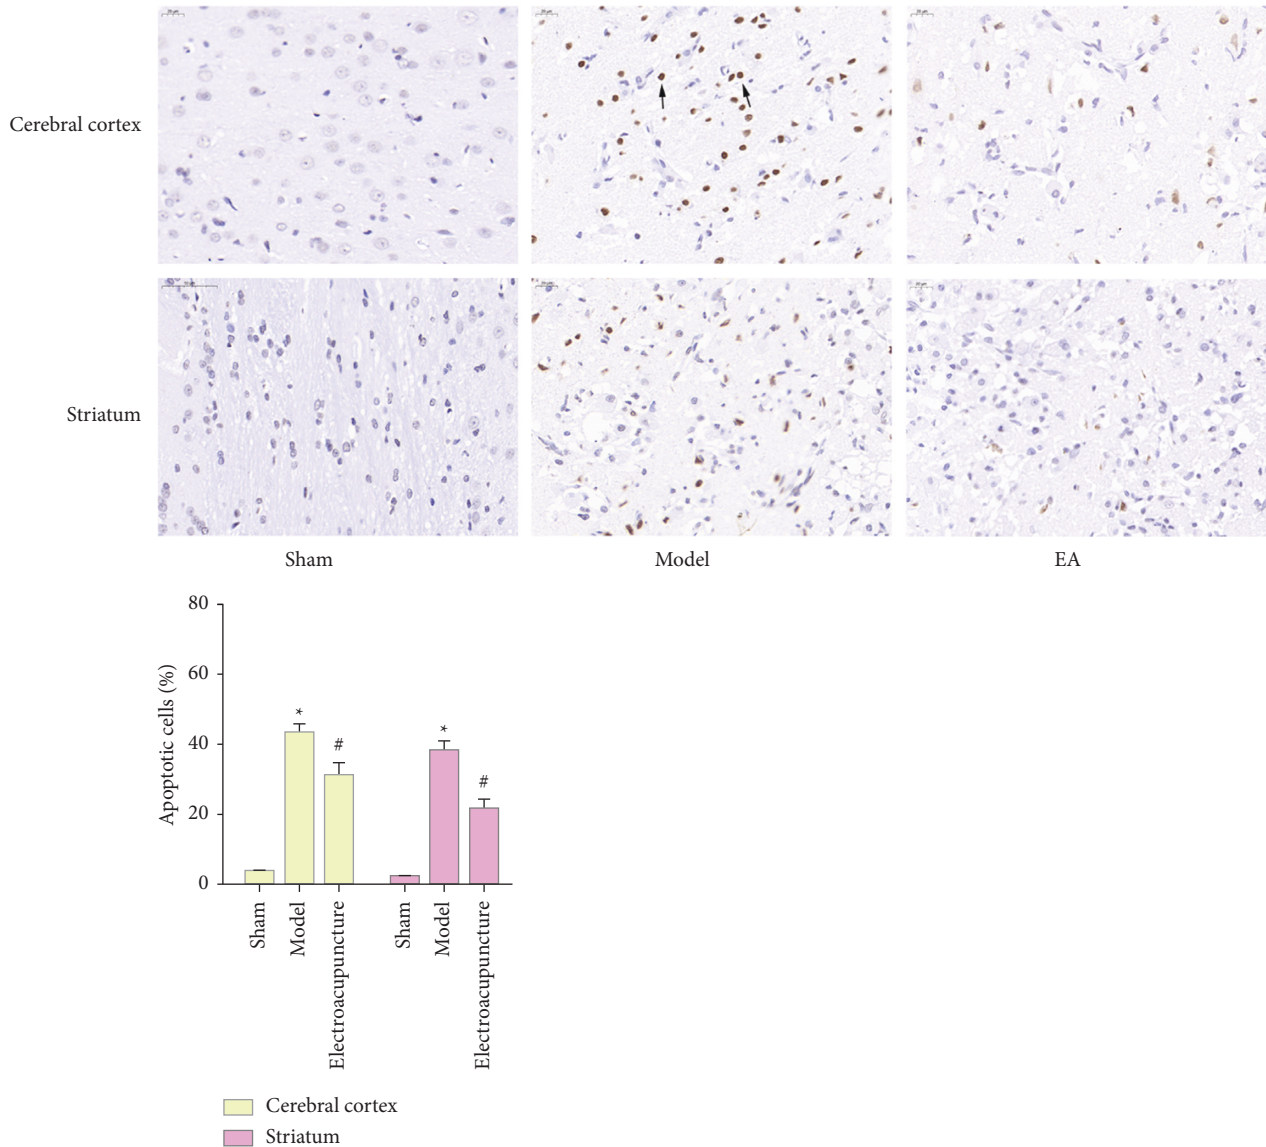 Cerebral cortex
Striatum
Sham
Model
EA
80
60
40
20
0
Apoptotic cells (%)
*
#
*
#
Sham
Model
Electroacupuncture
Sham
Model
Electroacupuncture
Cerebral cortex
Striatum